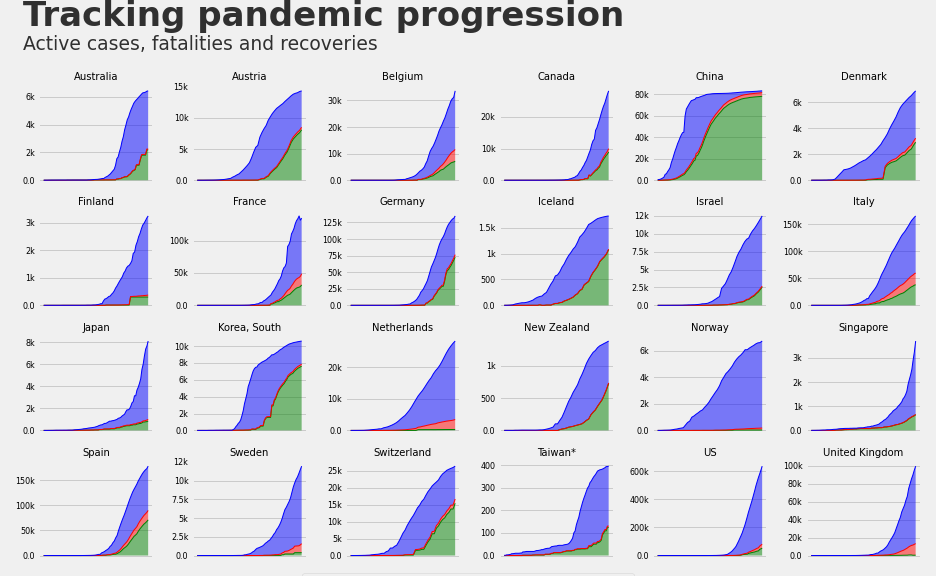 Tracking pandemic progression
Active cases, fatalities and recoveries
Australia
6k
4k
2k
0.0
Austria
15k
10k
5k
0.0
Belgium
30k
20k
10k
0.0
Canada
20k
10k
0.0
China
80k
60k
40k
20k
0.0
Denmark
6k
4k
2k
0.0
Finland
3k
2k
1k
0.0
France
100k
50k
0.0
Germany
125k
100k
75k
50k
25k
0.0
Iceland
1.5k
1k
500
0.0
Israel
12k
10k
7.5k
5k
2.5k
0.0
Italy
150k
100k
50k
0.0
Japan
8k
6k
4k
2k
0.0
Korea, South
10k
8k
6k
4k
2k
0.0
Netherlands
20k
10k
0.0
New Zealand
1k
500
0.0
Norway
6k
4k
2k
0.0
Singapore
3k
2k
1k
0.0
Spain
150k
100k
50k
0.0
Sweden
12k
7.5k
5k
2.5k
0.0
Switzerland
25k
20k
15k
10k
5k
0.0
Taiwan*
400
300
200
100
0.0
US
600k
400k
200k
0.0
United Kingdom
100k
80k
60k
40k
20k
0.0